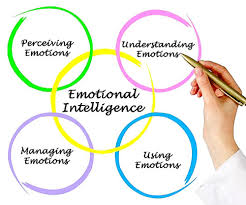 Perceiving
Emotions
Understanding
Emotions
Emotional
Intelligence
Managing
Emotions
Using
Emotions